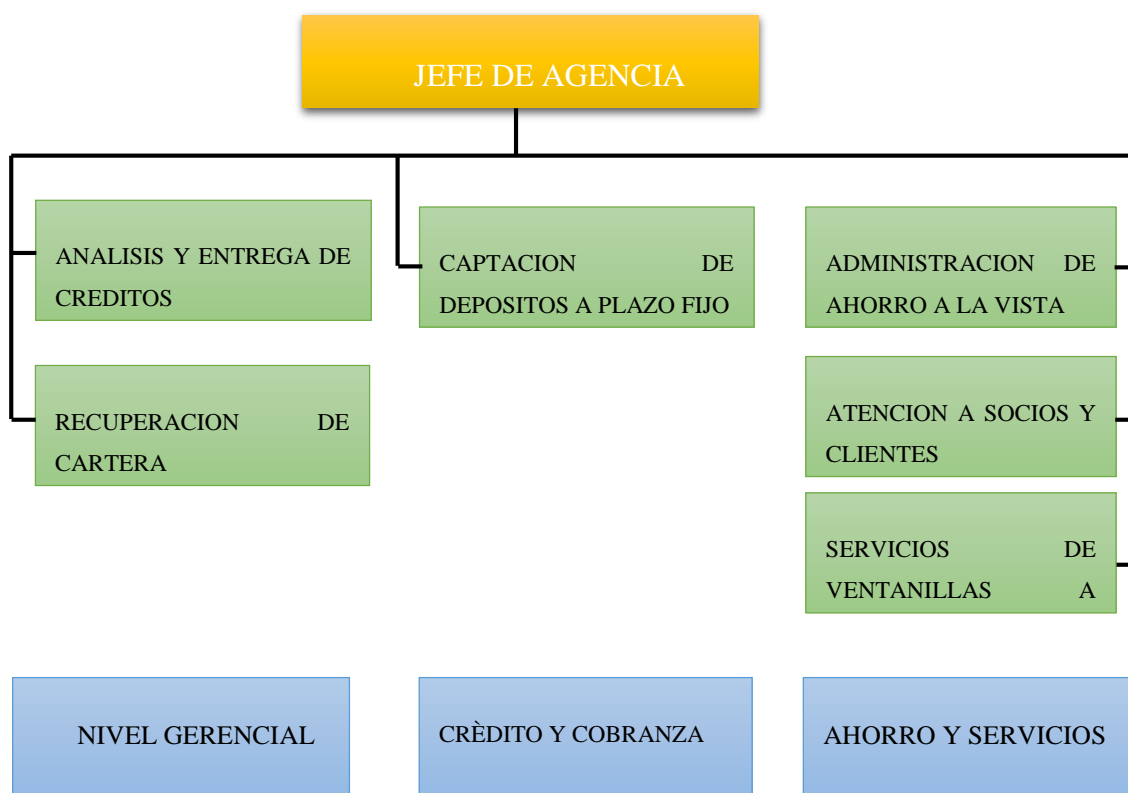 JEFE DE AGENCIA
ANALISIS Y ENTREGA DE
CREDITOS
CAPTACION DE
DEPOSITOS A PLAZO FIJO
ADMINISTRACION DE
AHORRO A LA VISTA
RECUPERACION DE
CARTERA
ATENCION A SOCIOS Y
CLIENTES
SERVICIOS DE
VENTANILLAS A
NIVEL GERENCIAL
CRÈDITO Y COBRANZA
AHORRO Y SERVICIOS